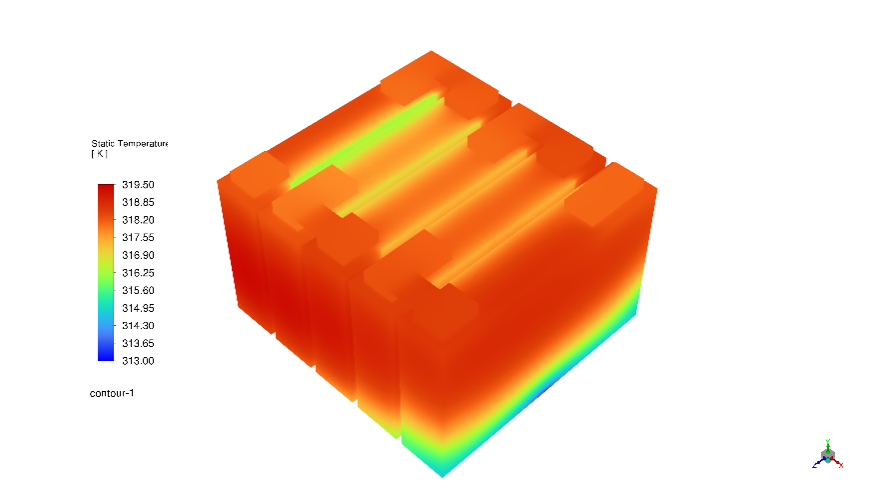 Static Temperature
[ K ]
319.50
318.85
318.20
317.55
316.90
316.25
315.60
314.95
314.30
313.65
313.00
contour-1
Y
Z
X